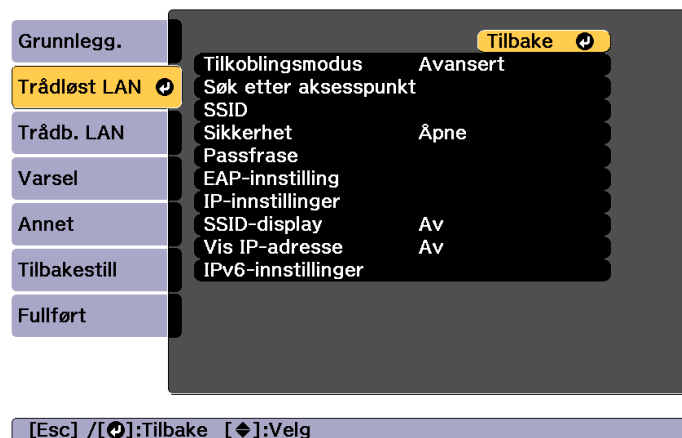 Grunnlegg.
Trådløst LAN
Trådb. LAN
Varsel
Annet
Tilbakestill
Fullført
Tilbake
Tilkoblingsmodus Avansert
Søk etter aksesspunkt
SSID
Sikkerhet Åpne
Passfrase
EAP-innstilling
IP-innstillinger
SSID-display Av
Vis IP-adresse Av
IPv6-innstillinger
[Esc] /[ ]:Tilbake [ ]:Velg